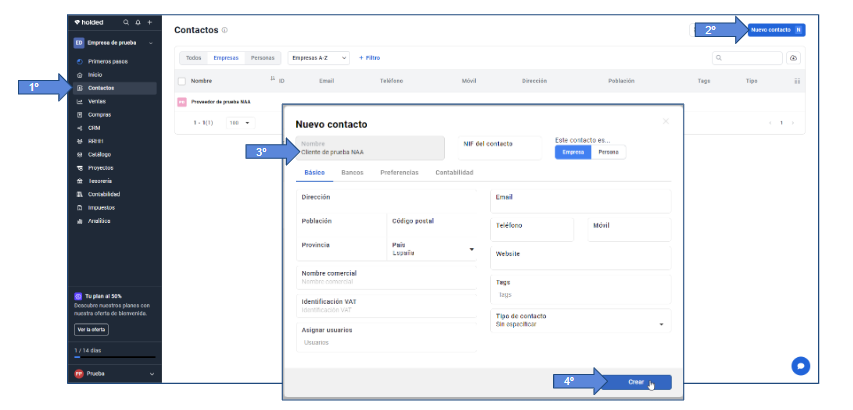 holded
Contactos
2º
Nuevo contacto N
ED Empresa de prueba
Todos Empresas Personas Empresas A-Z + Filtro
Primeros pasos
Inicio
Nombre ID Email Teléfono Móvil Dirección Población Tags Tipo
1º
Contactos
Ventas
PN Proveedor de prueba NAA
Compras
1 - 1(1) 100
1
CRM
RRHH
Catálogo
Proyectos
Tesorería
Contabilidad
Impuestos
Analítica
Nuevo contacto
3º
Nombre
Cliente de prueba NAA
NIF del contacto
Este contacto es...
Empresa Persona
Básico Bancos Preferencias Contabilidad
Dirección
Email
Población
Código postal
Teléfono
Móvil
Provincia
País
España
Website
Nombre comercial
Nombre comercial
Tags
Tags
Identificación VAT
Identificación VAT
Tipo de contacto
Sin especificar
Asignar usuarios
Usuarios
Tu plan al 50%
Descubre nuestros planes con
nuestra oferta de bienvenida.
Ver la oferta
1 / 14 días
PP Prueba
4º
Crear